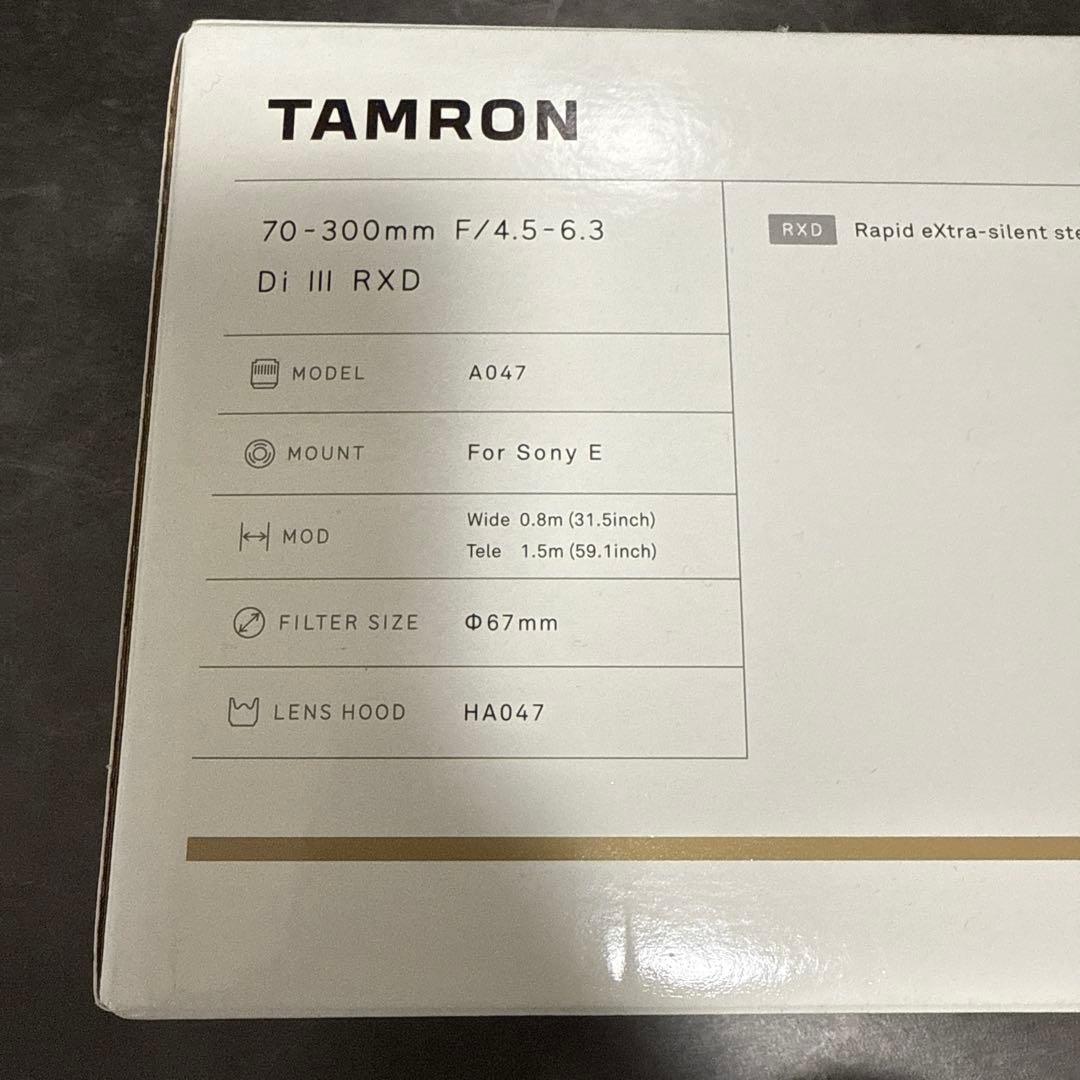 TAMRON
70-300mm F/4.5-6.3
Di III RXD
MODEL A047
MOUNT For Sony E
MOD Wide 0.8m (31.5inch)
Tele 1.5m (59.1inch)
FILTER SIZE Φ67mm
LENS HOOD HA047
RXD Rapid eXtra-silent ste